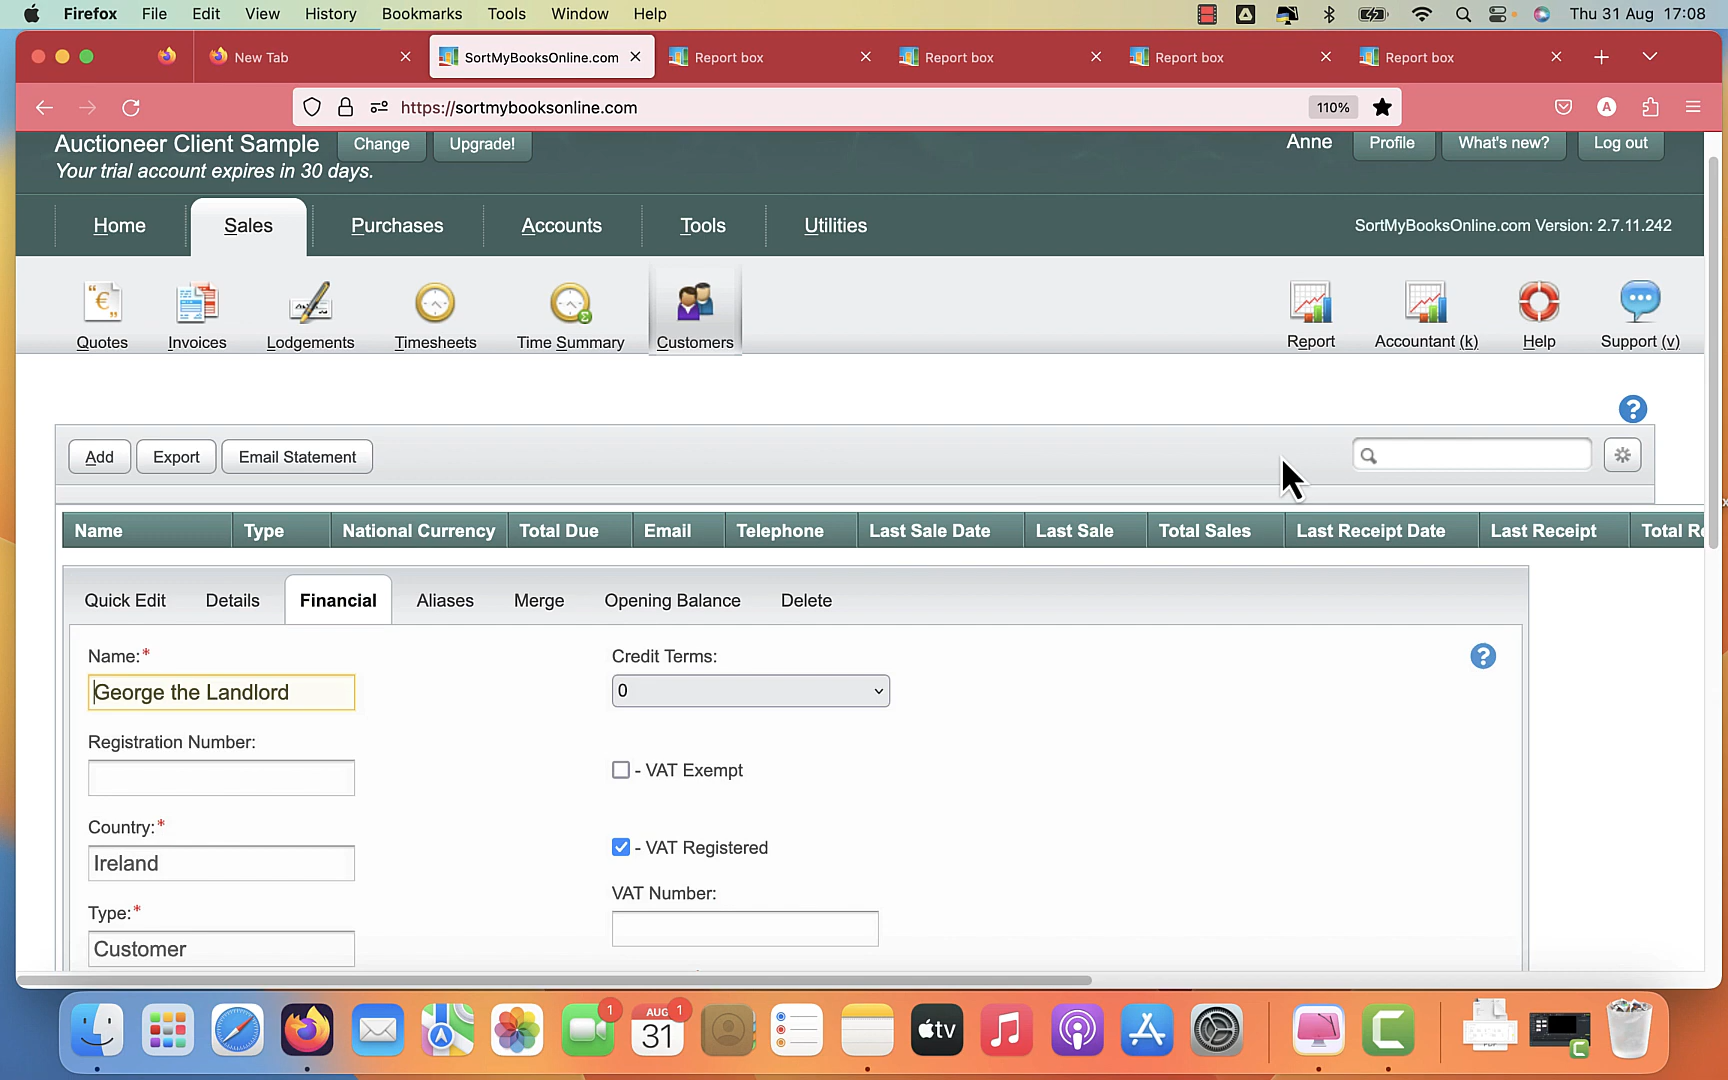 Firefox File Edit View History Bookmarks Tools Window Help Thu 31 Aug 17:08
New Tab SortMyBooksOnline.com Report box Report box Report box Report box
https://sortmybooksonline.com 110% A
Auctioneer Client Sample Change Upgrade! Anne Profile What's new? Log out
Your trial account expires in 30 days.
Home Sales Purchases Accounts Tools Utilities SortMyBooksOnline.com Version: 2.7.11.242
Quotes Invoices Lodgements Timesheets Time Summary Customers Report Accountant (k) Help Support (v)
?
Add Export Email Statement
Name Type National Currency Total Due Email Telephone Last Sale Date Last Sale Total Sales Last Receipt Date Last Receipt Total Re
Quick Edit Details Financial Aliases Merge Opening Balance Delete
Name:* Credit Terms: ?
George the Landlord 0
Registration Number:
- VAT Exempt
Country:*
Ireland - VAT Registered
VAT Number:
Type:*
Customer
1 AUG 1
31 tv
PDF